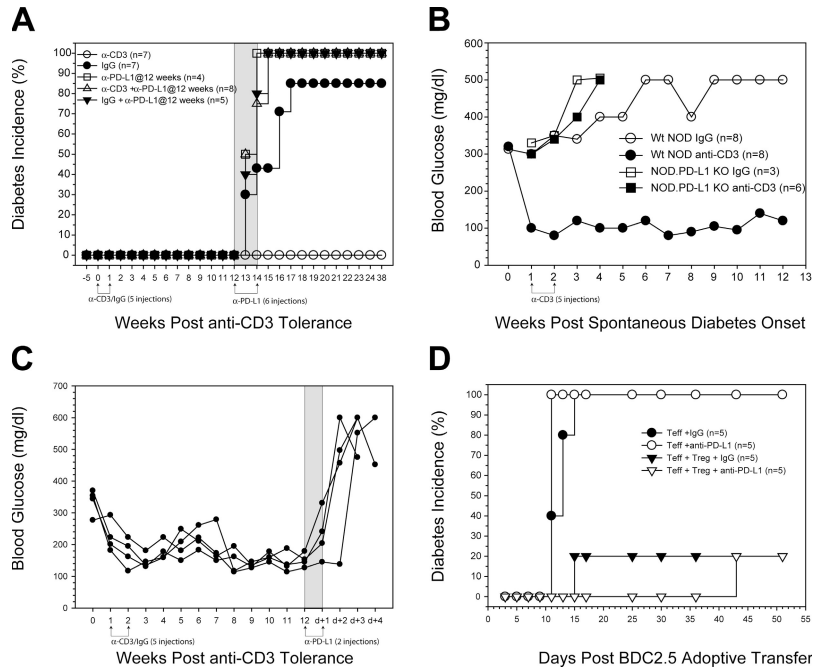 A
Diabetes Incidence (%)
100
90
80
70
60
50
40
30
20
10
0
α-CD3 (n=7)
IgG (n=7)
α-PD-L1@12 weeks (n=4)
α-CD3 +α-PD-L1@12 weeks (n=8)
IgG + α-PD-L1@12 weeks (n=5)
-5 0 1 2 3 4 5 6 7 8 9 10 11 12 13 14 15 16 17 18 19 20 21 22 23 24 25 38
α-CD3/IgG (5 injections)
α-PD-L1 (6 injections)
Weeks Post anti-CD3 Tolerance
B
Blood Glucose (mg/dl)
600
500
400
300
200
100
0
Wt NOD IgG (n=8)
Wt NOD anti-CD3 (n=8)
NOD.PD-L1 KO IgG (n=3)
NOD.PD-L1 KO anti-CD3 (n=6)
0 1 2 3 4 5 6 7 8 9 10 11 12 13
α-CD3 (5 injections)
Weeks Post Spontaneous Diabetes Onset
C
Blood Glucose (mg/dl)
700
600
500
400
300
200
100
0
0 1 2 3 4 5 6 7 8 9 10 11 12 d+1 d+2 d+3 d+4
α-CD3/IgG (5 injections)
α-PD-L1 (2 injections)
Weeks Post anti-CD3 Tolerance
D
Diabetes Incidence (%)
100
90
80
70
60
50
40
30
20
10
0
Teff +IgG (n=5)
Teff +anti-PD-L1 (n=5)
Teff + Treg + IgG (n=5)
Teff + Treg + anti-PD-L1 (n=5)
0 5 10 15 20 25 30 35 40 45 50 55
Days Post BDC2.5 Adoptive Transfer